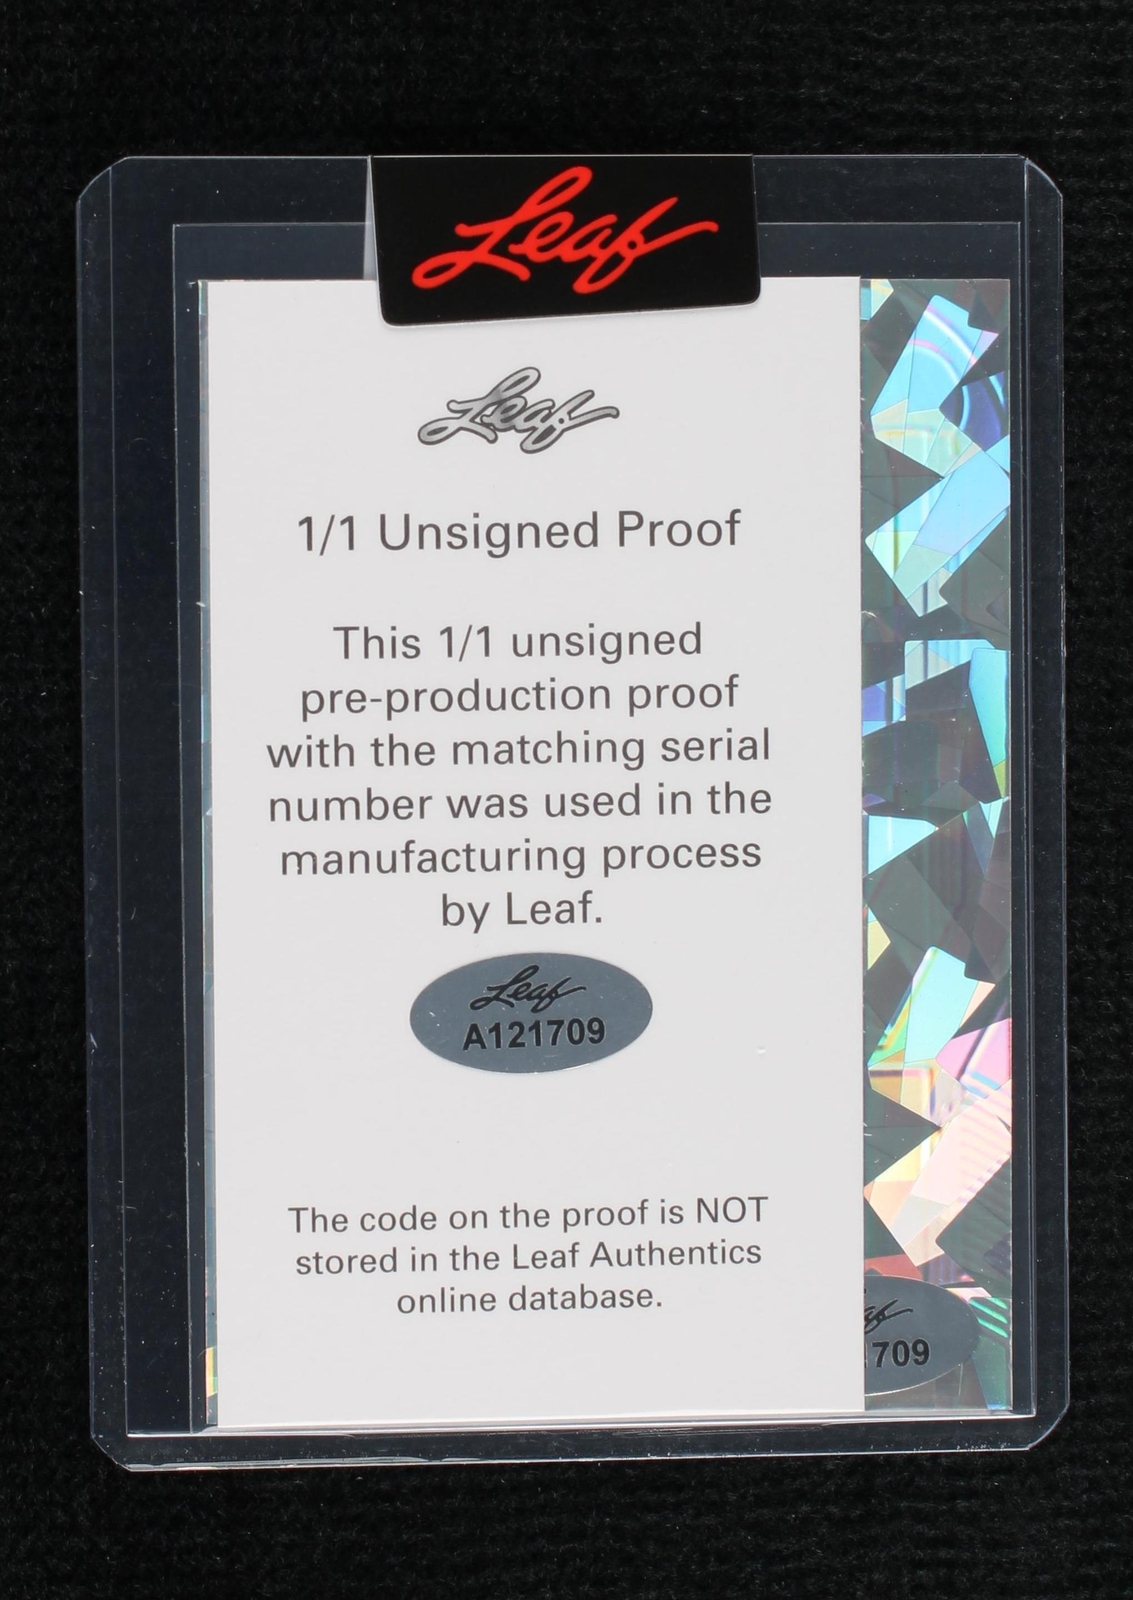 Leaf
Leaf
1/1 Unsigned Proof
This 1/1 unsigned
pre-production proof
with the matching serial
number was used in the
manufacturing process
by Leaf.
Leaf
A121709
The code on the proof is NOT
stored in the Leaf Authentics
online database.
709